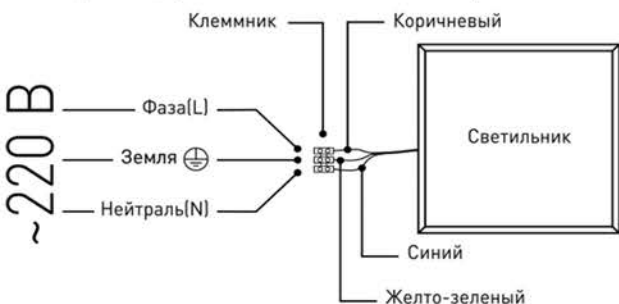 Клеммник
Коричневый
~220 В
Фаза(L)
Земля
Нейтраль(N)
Светильник
Синий
Желто-зеленый